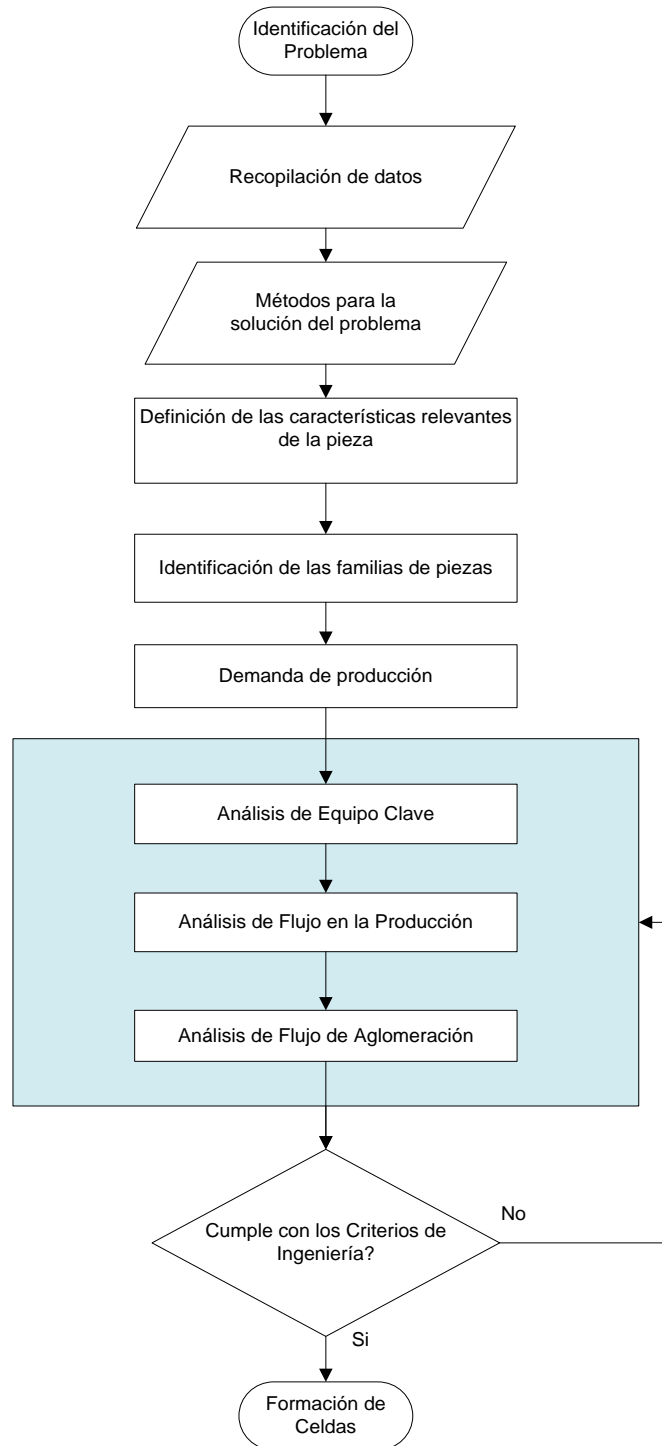 Identificación del
Problema
Recopilación de datos
Métodos para la
solución del problema
Definición de las características relevantes
de la pieza
Identificación de las familias de piezas
Demanda de producción
Análisis de Equipo Clave
Análisis de Flujo en la Producción
Análisis de Flujo de Aglomeración
Cumple con los Criterios de
Ingeniería?
No
Si
Formación de
Celdas